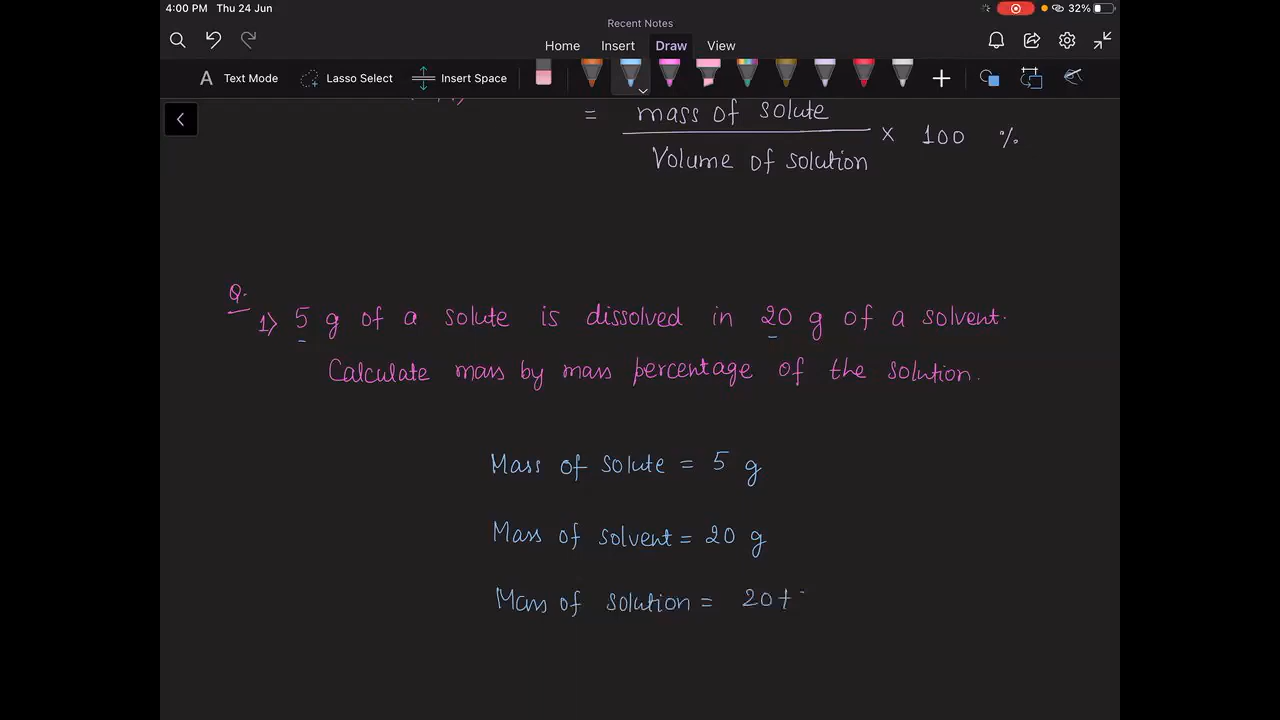 4:00 PM Thu 24 Jun
32%
Recent Notes
Home Insert Draw View
Text Mode Lasso Select Insert Space
= mass of solute
Volume of solution × 100 %
Q.
1) 5 g of a solute is dissolved in 20 g of a solvent.
Calculate mass by mass percentage of the solution.
Mass of solute = 5 g
Mass of solvent = 20 g
Mass of solution = 20 +